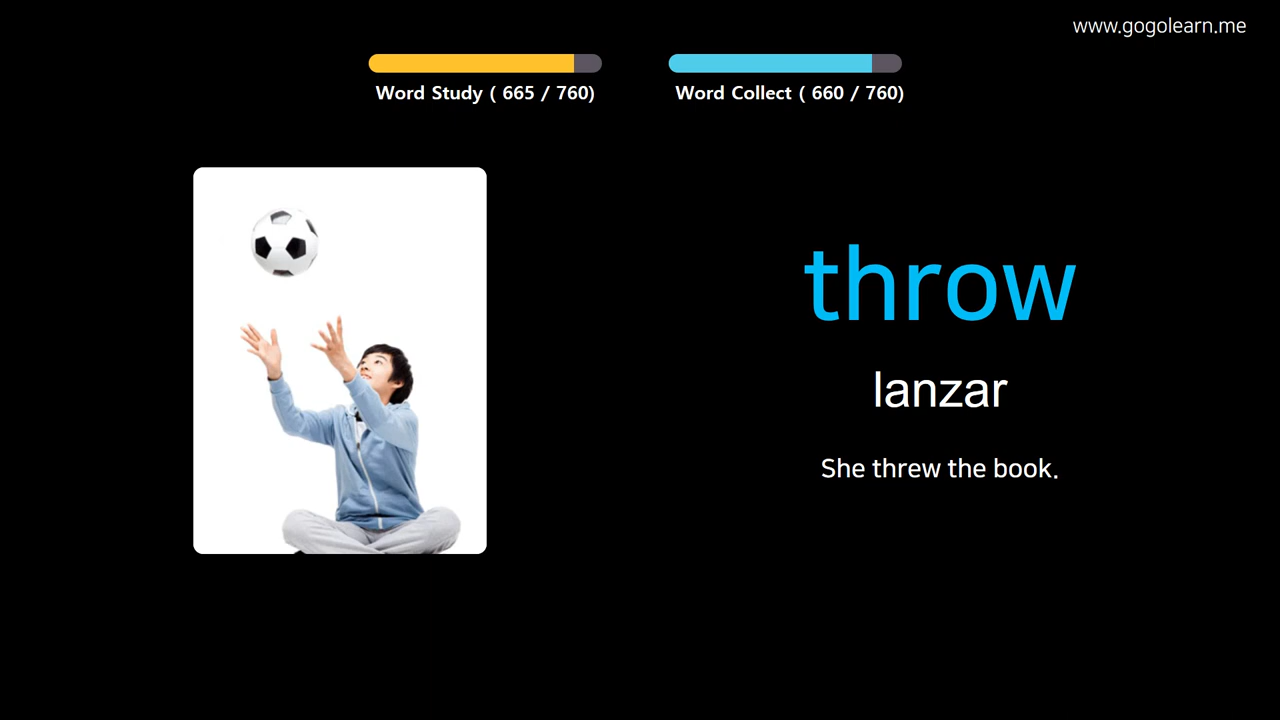 www.gogolearn.me
Word Study ( 665 / 760)
Word Collect ( 660 / 760)
throw
lanzar
She threw the book.